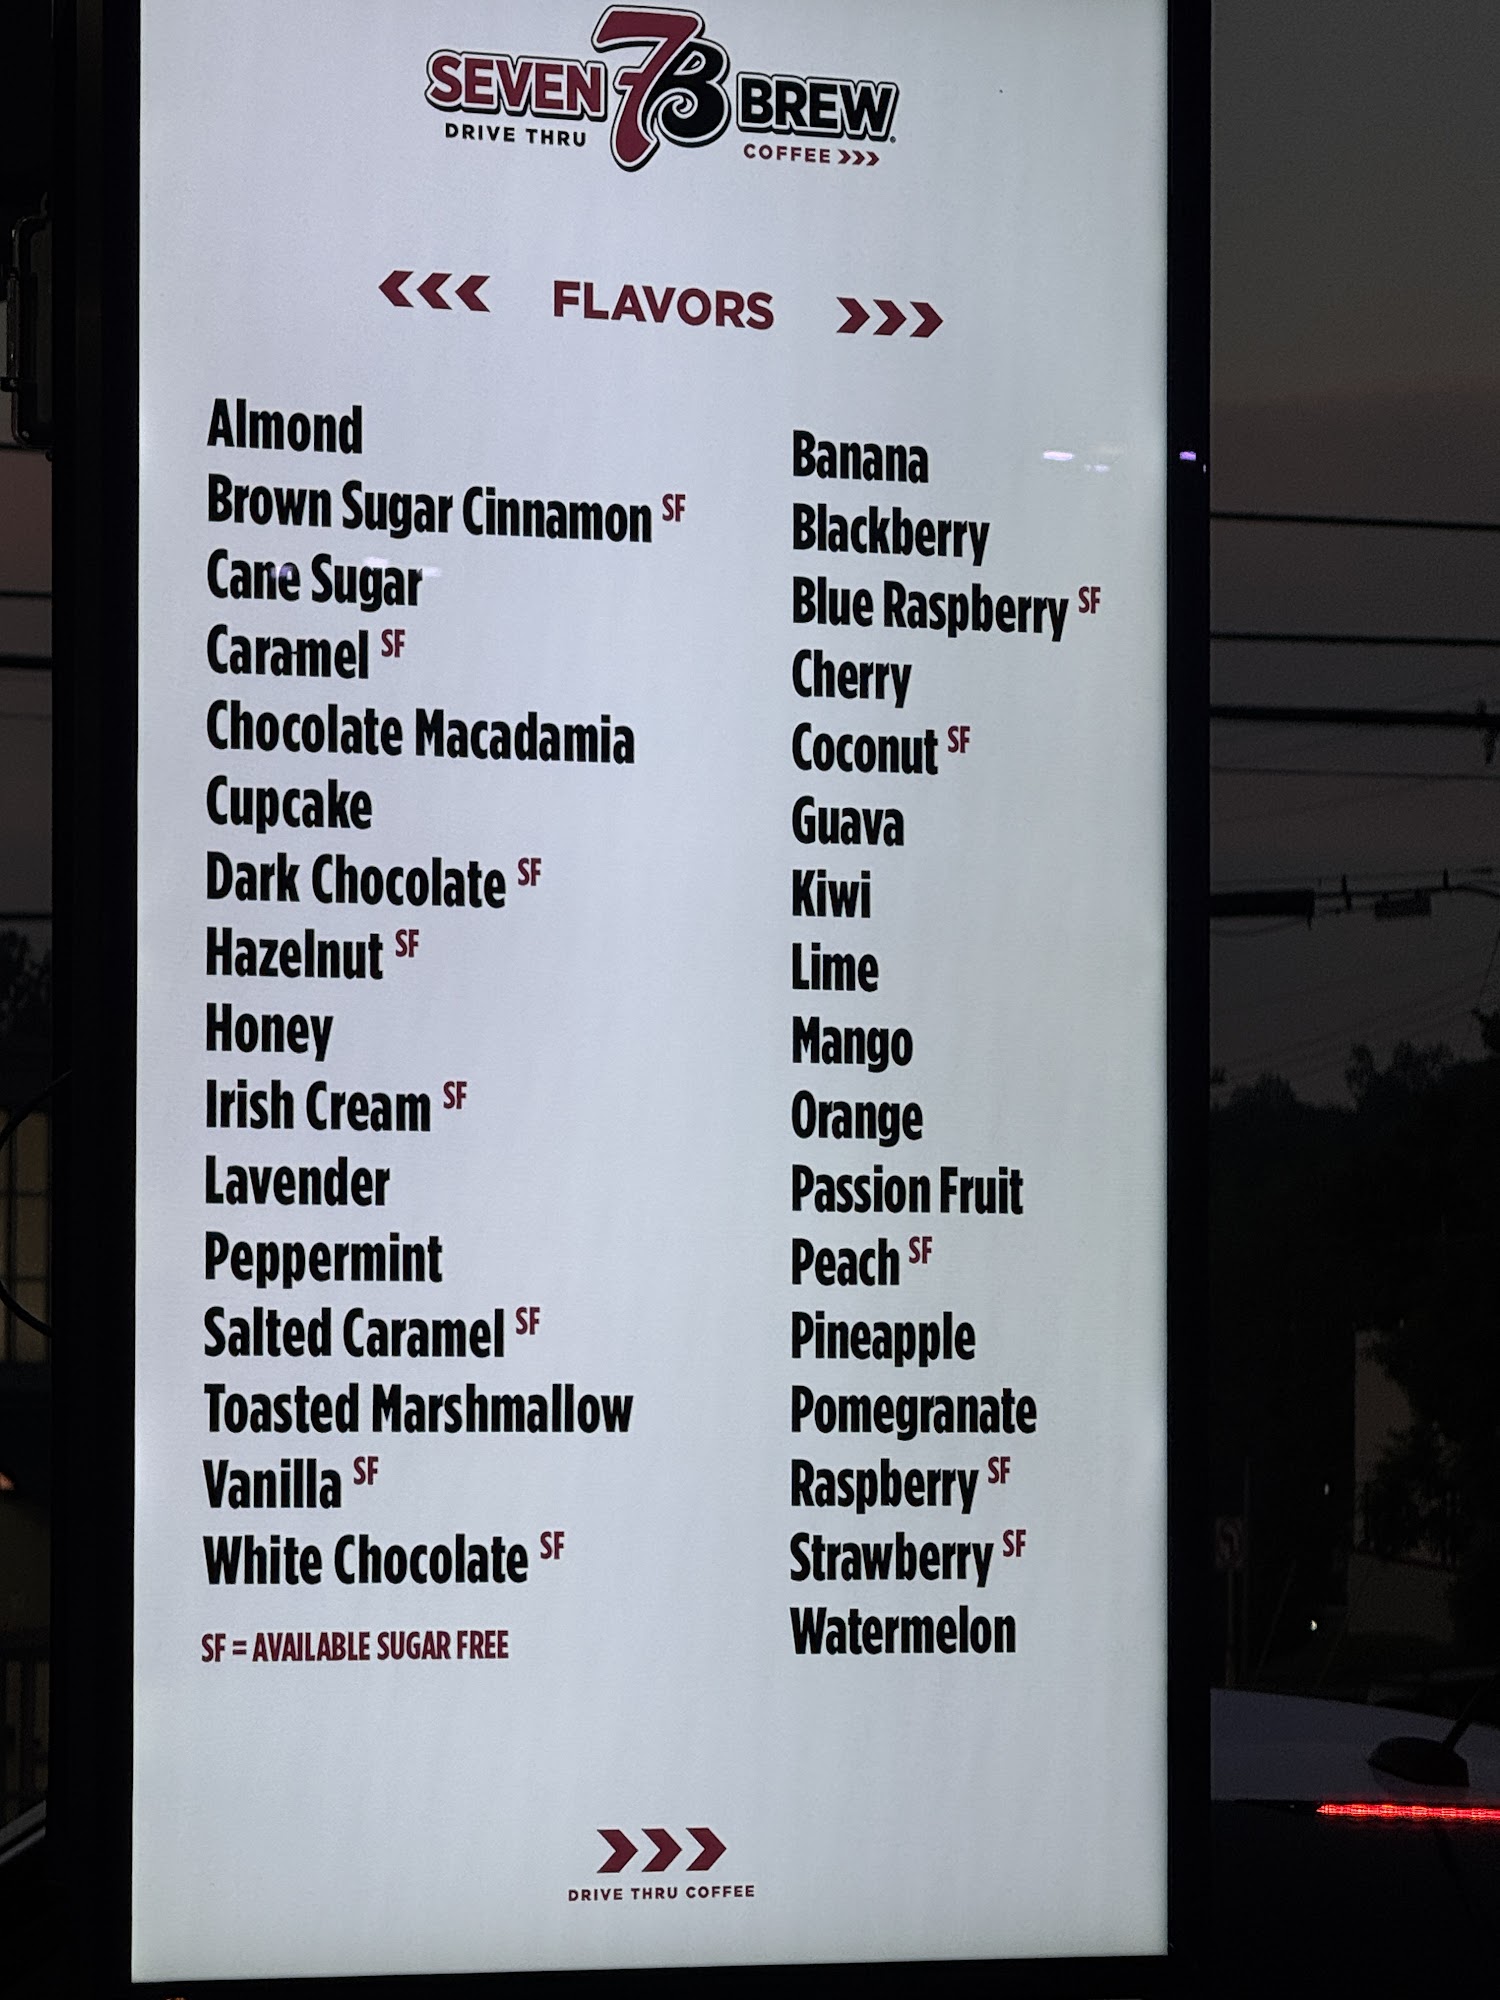 SEVEN 7B BREW
DRIVE THRU
COFFEE >>>
<<< FLAVORS >>>
Almond
Brown Sugar Cinnamon SF
Cane Sugar
Caramel SF
Chocolate Macadamia
Cupcake
Dark Chocolate SF
Hazelnut SF
Honey
Irish Cream SF
Lavender
Peppermint
Salted Caramel SF
Toasted Marshmallow
Vanilla SF
White Chocolate SF
SF = AVAILABLE SUGAR FREE
Banana
Blackberry
Blue Raspberry SF
Cherry
Coconut SF
Guava
Kiwi
Lime
Mango
Orange
Passion Fruit
Peach SF
Pineapple
Pomegranate
Raspberry SF
Strawberry SF
Watermelon
>>>
DRIVE THRU COFFEE